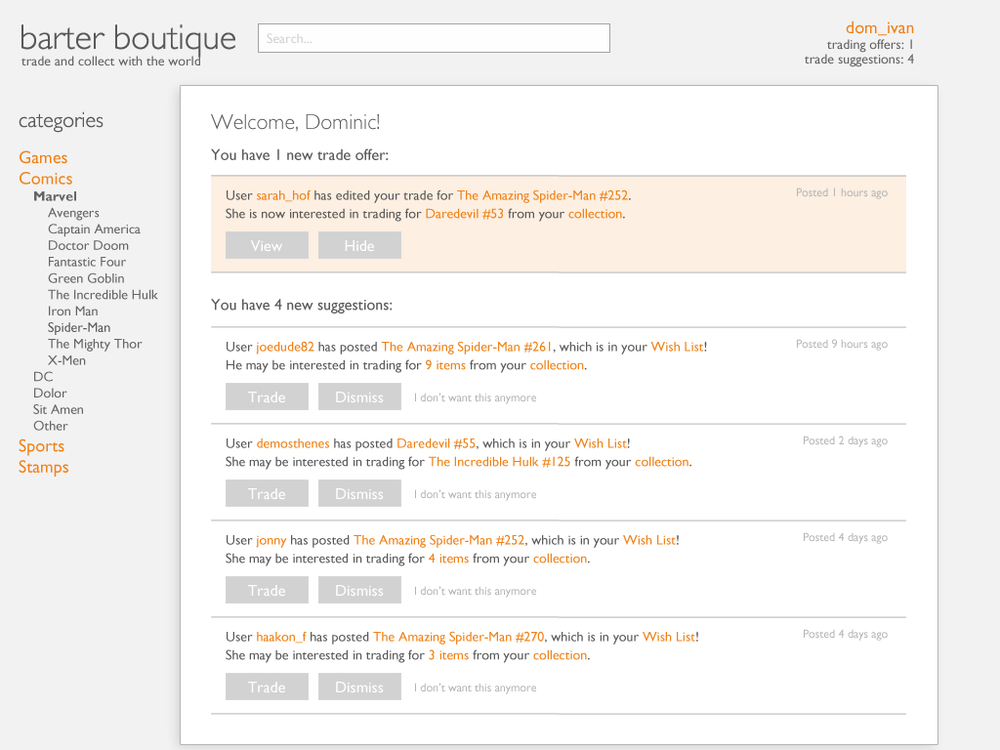 barter boutique
trade and collect with the world
Search...
dom_ivan
trading offers: 1
trade suggestions: 4
categories
Games
Comics
Marvel
Avengers
Captain America
Doctor Doom
Fantastic Four
Green Goblin
The Incredible Hulk
Iron Man
Spider-Man
The Mighty Thor
X-Men
DC
Dolor
Sit Amen
Other
Sports
Stamps
Welcome, Dominic!
You have 1 new trade offer:
User sarah_hof has edited your trade for The Amazing Spider-Man #252.
Posted 1 hours ago
She is now interested in trading for Daredevil #53 from your collection.
View
Hide
You have 4 new suggestions:
User joedude82 has posted The Amazing Spider-Man #261, which is in your Wish List!
Posted 9 hours ago
He may be interested in trading for 9 items from your collection.
Trade
Dismiss
I don't want this anymore
User demosthenes has posted Daredevil #55, which is in your Wish List!
Posted 2 days ago
She may be interested in trading for The Incredible Hulk #125 from your collection.
Trade
Dismiss
I don't want this anymore
User jonny has posted The Amazing Spider-Man #252, which is in your Wish List!
Posted 4 days ago
She may be interested in trading for 4 items from your collection.
Trade
Dismiss
I don't want this anymore
User haakon_f has posted The Amazing Spider-Man #270, which is in your Wish List!
Posted 4 days ago
She may be interested in trading for 3 items from your collection.
Trade
Dismiss
I don't want this anymore